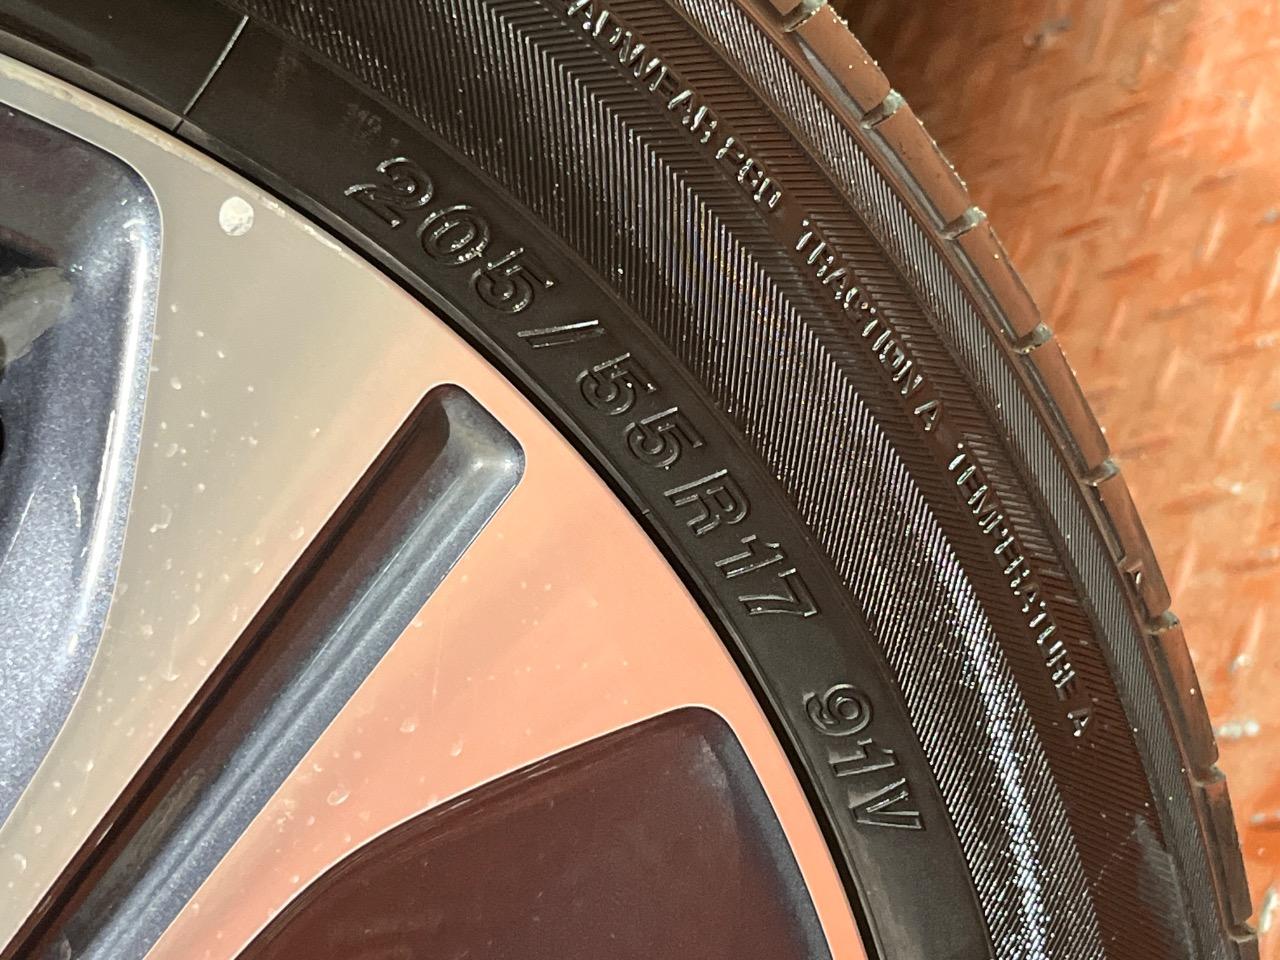 205/55R17 91V
TRACTION A TEMPERATURE A